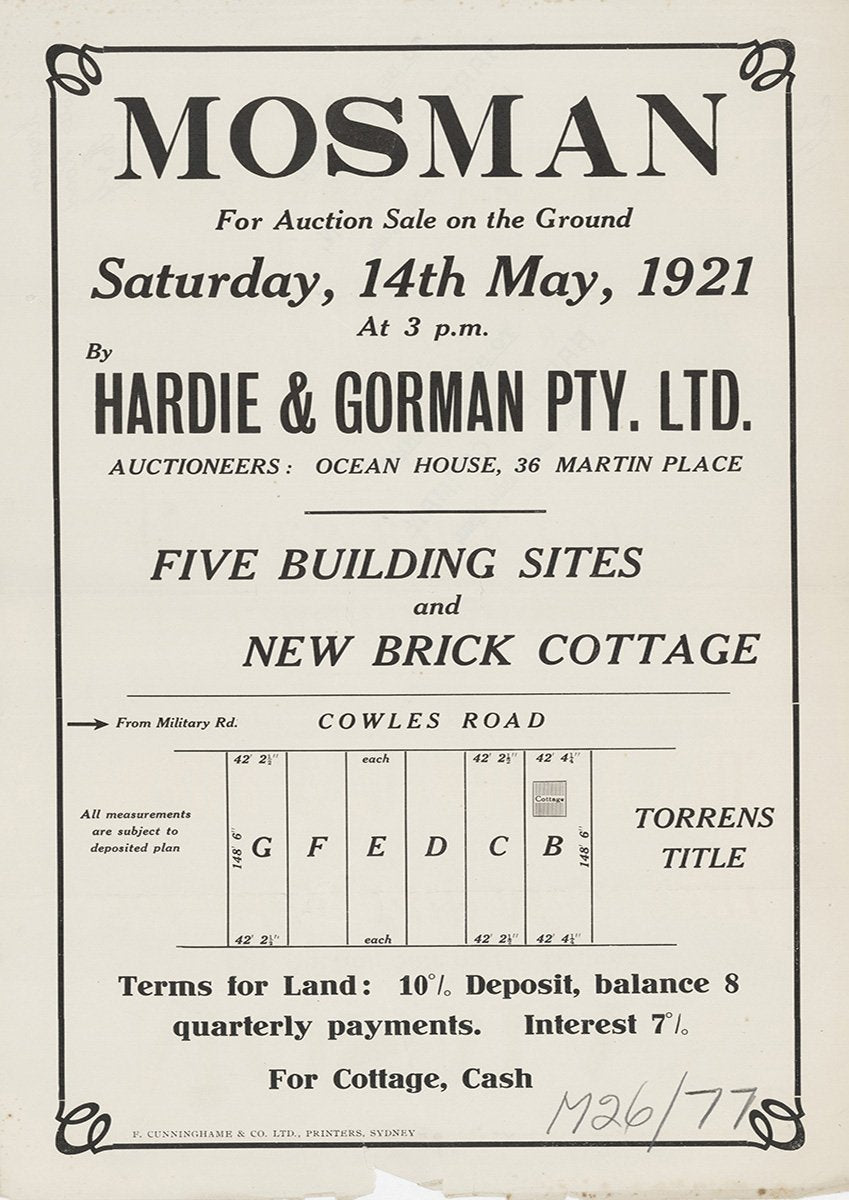 MOSMAN
For Auction Sale on the Ground
Saturday, 14th May, 1921
At 3 p.m.
By
HARDIE & GORMAN PTY. LTD.
AUCTIONEERS: OCEAN HOUSE, 36 MARTIN PLACE
FIVE BUILDING SITES
and
NEW BRICK COTTAGE
From Military Rd. COWLES ROAD
42' 2½" each 42' 2½" 42' 4¼"
Cottage
All measurements
are subject to
deposited plan
148' 6" G F E D C B 148' 6"
TORRENS
TITLE
42' 2½" each 42' 2½" 42' 4¼"
Terms for Land: 10% Deposit, balance 8
quarterly payments. Interest 7%
For Cottage, Cash
M26/77
F. CUNNINGHAME & CO. LTD., PRINTERS, SYDNEY